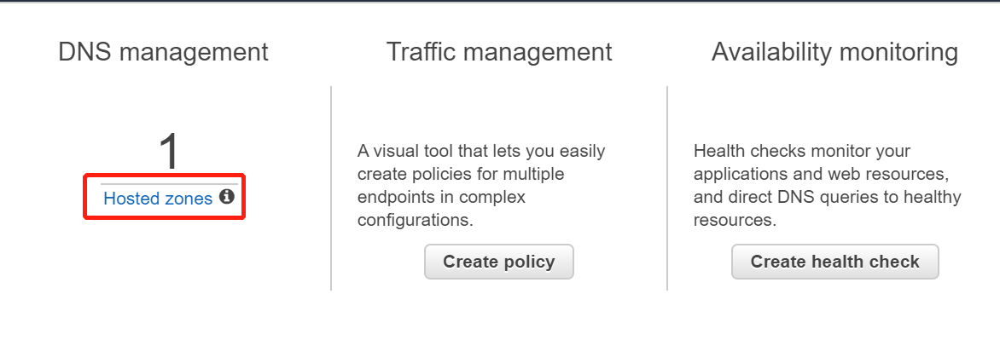 DNS management
1
Hosted zones
Traffic management
A visual tool that lets you easily
create policies for multiple
endpoints in complex
configurations.
Create policy
Availability monitoring
Health checks monitor your
applications and web resources,
and direct DNS queries to healthy
resources.
Create health check